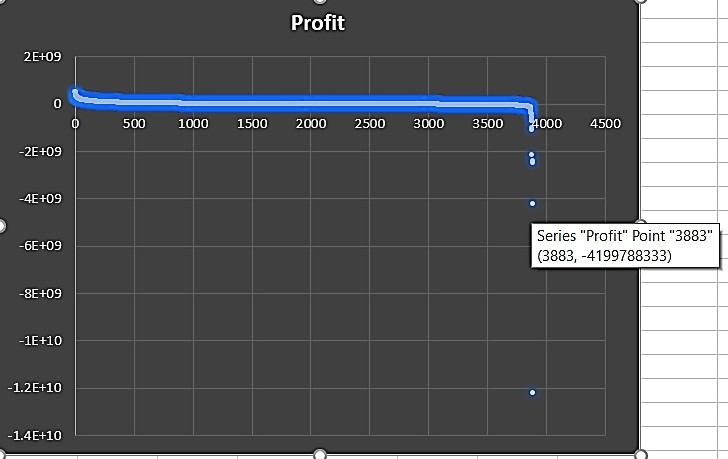 Profit
2E+09
0
0 500 1000 1500 2000 2500 3000 3500 4000 4500
-2E+09
-4E+09
Series "Profit" Point "3883"
-6E+09
(3883, -4199788333)
-8E+09
-1E+10
-1.2E+10
-1.4E+10